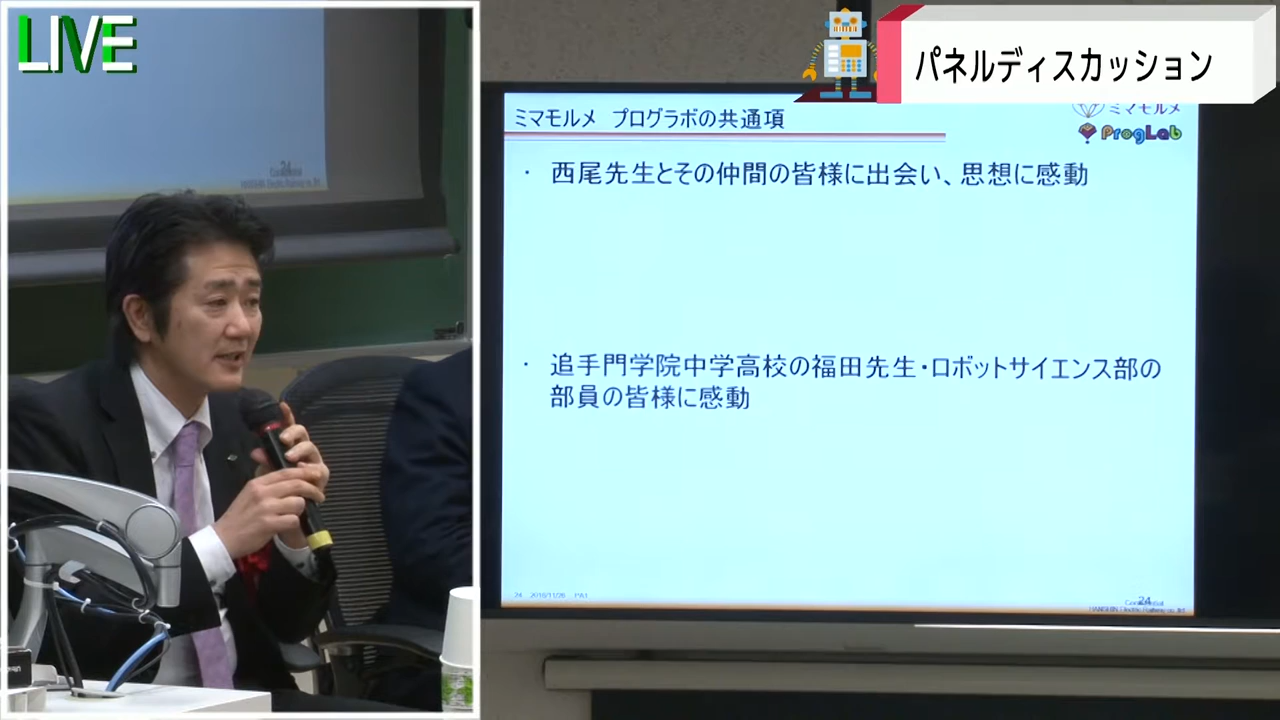 LIVE
パネルディスカッション
ミマモルメ プログラボの共通項
ミマモルメ
ProgLab
・ 西尾先生とその仲間の皆様に出会い、思想に感動
・ 追手門学院中学高校の福田先生・ロボットサイエンス部の
部員の皆様に感動
24
24